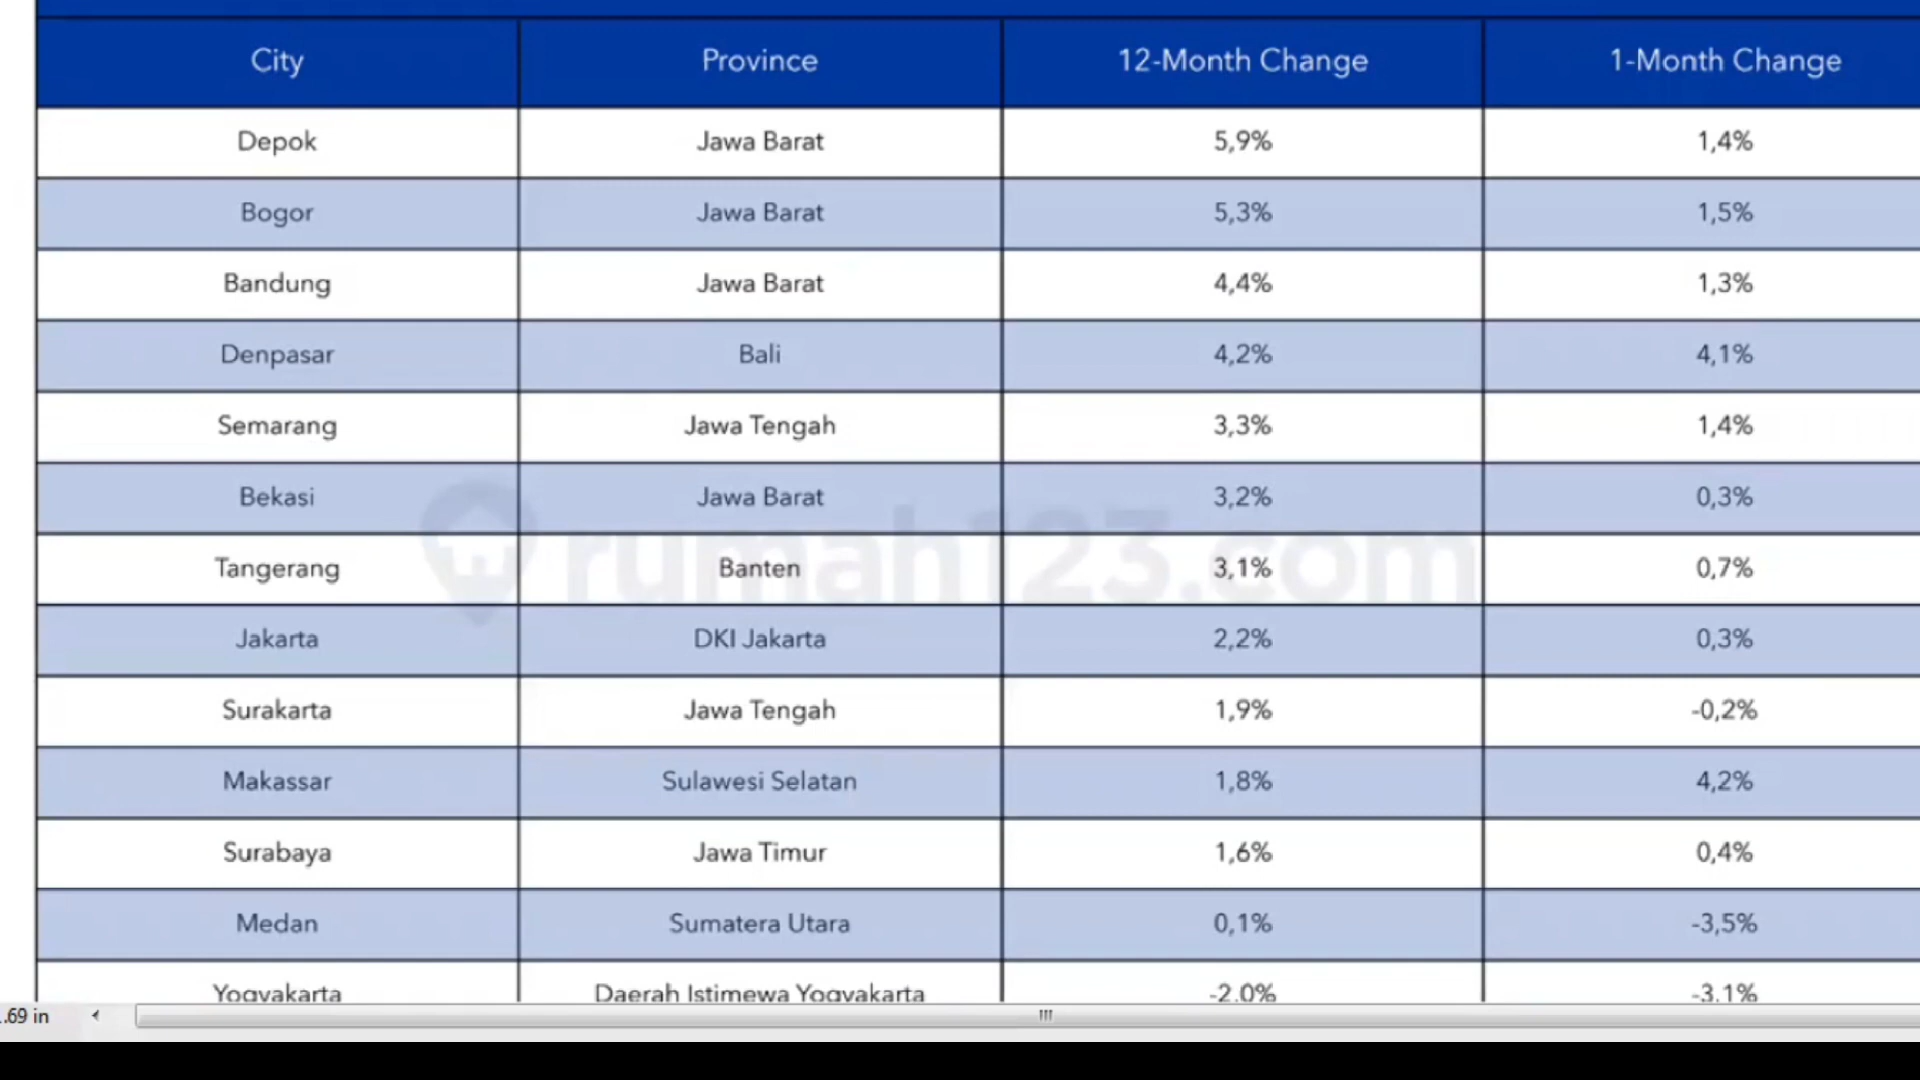 City Province 12-Month Change 1-Month Change
Depok Jawa Barat 5,9% 1,4%
Bogor Jawa Barat 5,3% 1,5%
Bandung Jawa Barat 4,4% 1,3%
Denpasar Bali 4,2% 4,1%
Semarang Jawa Tengah 3,3% 1,4%
Bekasi Jawa Barat 3,2% 0,3%
rumah123.com
Tangerang Banten 3,1% 0,7%
Jakarta DKI Jakarta 2,2% 0,3%
Surakarta Jawa Tengah 1,9% -0,2%
Makassar Sulawesi Selatan 1,8% 4,2%
Surabaya Jawa Timur 1,6% 0,4%
Medan Sumatera Utara 0,1% -3,5%
Yogyakarta Daerah Istimewa Yogyakarta -2,0% -3,1%
.69 in